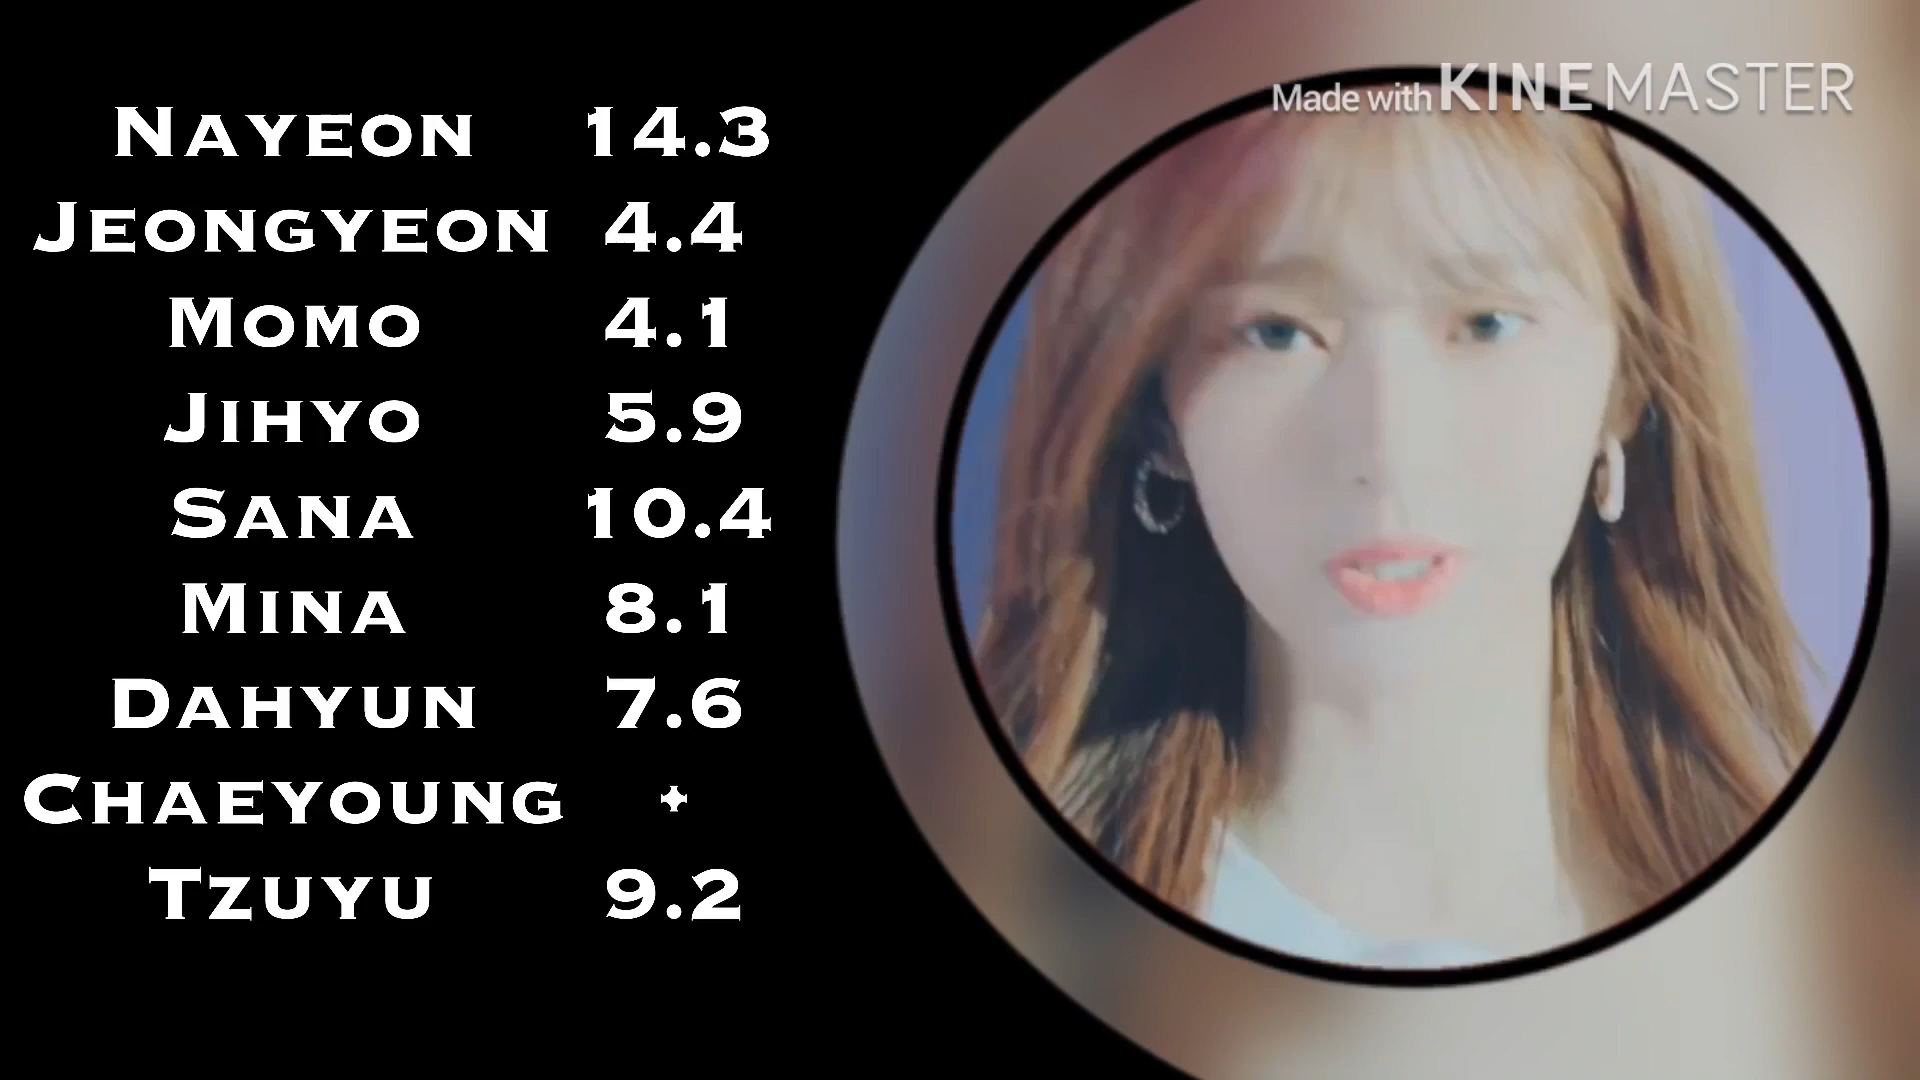 Made with KINEMASTER
NAYEON 14.3
JEONGYEON 4.4
MOMO 4.1
JIHYO 5.9
SANA 10.4
MINA 8.1
DAHYUN 7.6
CHAEYOUNG +
TZUYU 9.2